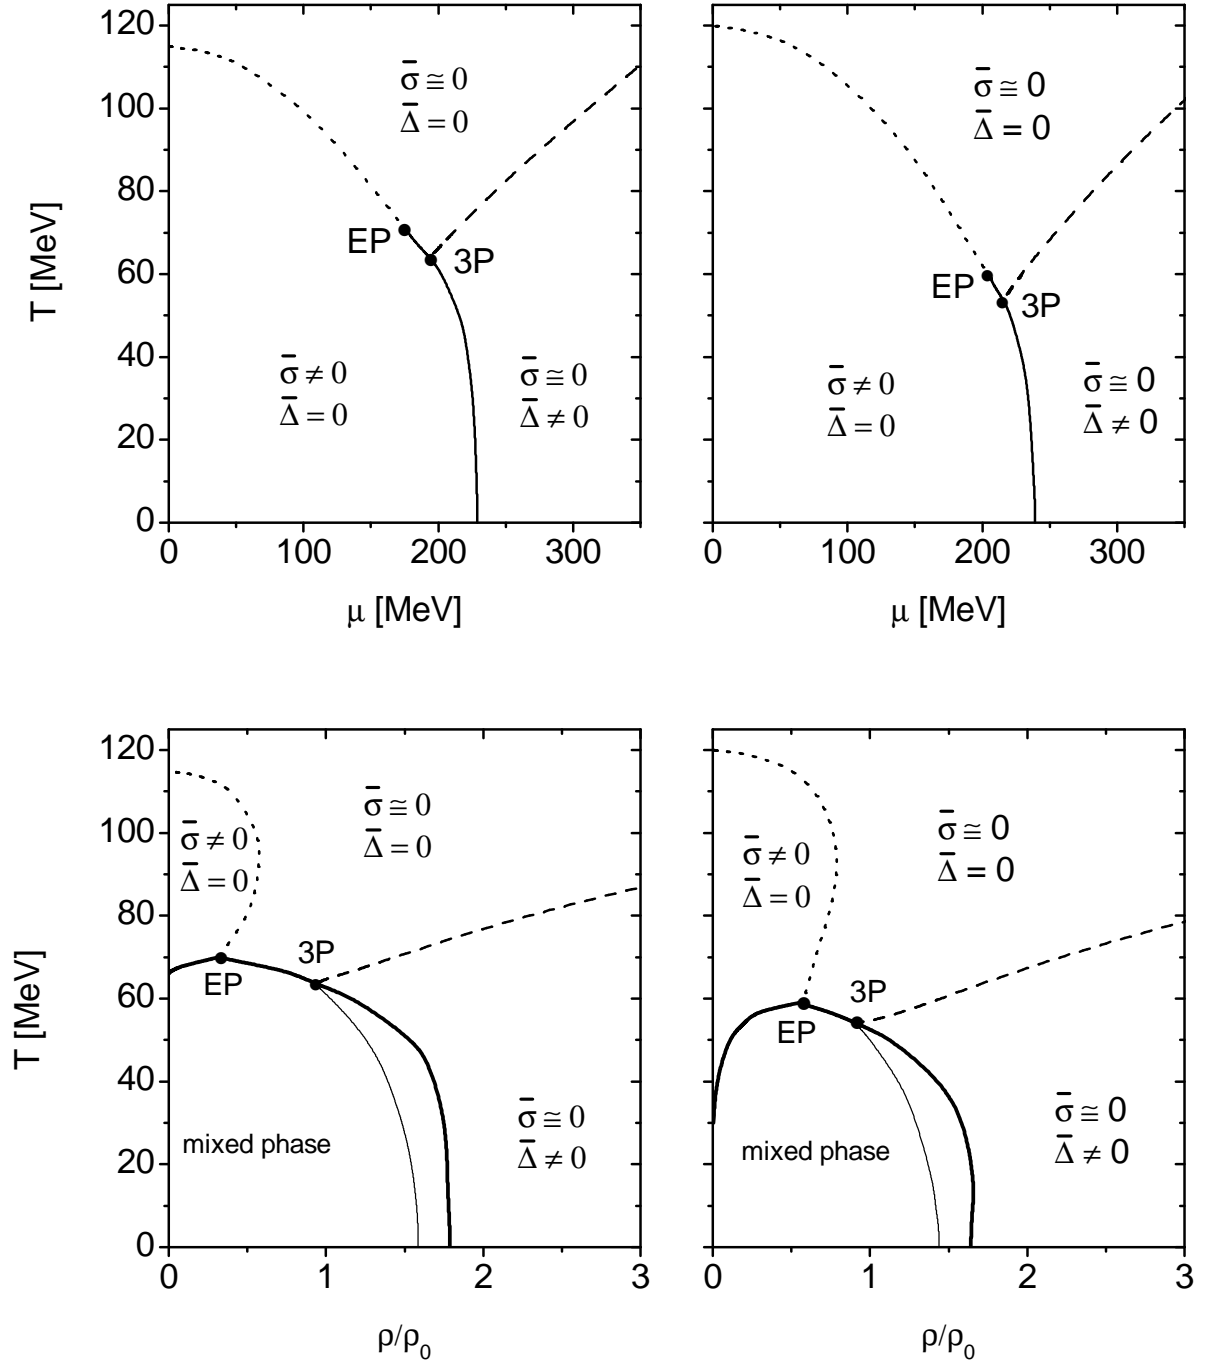 T [MeV]
120
100
80
60
40
20
0
σ̄ ≅ 0
Δ̄ = 0
EP
3P
σ̄ ≠ 0
Δ̄ = 0
σ̄ ≅ 0
Δ̄ ≠ 0
0 100 200 300
μ [MeV]
σ̄ ≅ 0
Δ̄ = 0
EP
3P
σ̄ ≠ 0
Δ̄ = 0
σ̄ ≅ 0
Δ̄ ≠ 0
0 100 200 300
μ [MeV]
T [MeV]
120
100
80
60
40
20
0
σ̄ ≅ 0
Δ̄ = 0
σ̄ ≠ 0
Δ̄ = 0
3P
EP
σ̄ ≅ 0
Δ̄ ≠ 0
mixed phase
0 1 2 3
ρ/ρ₀
σ̄ ≅ 0
Δ̄ = 0
σ̄ ≠ 0
Δ̄ = 0
3P
EP
σ̄ ≅ 0
Δ̄ ≠ 0
mixed phase
0 1 2 3
ρ/ρ₀